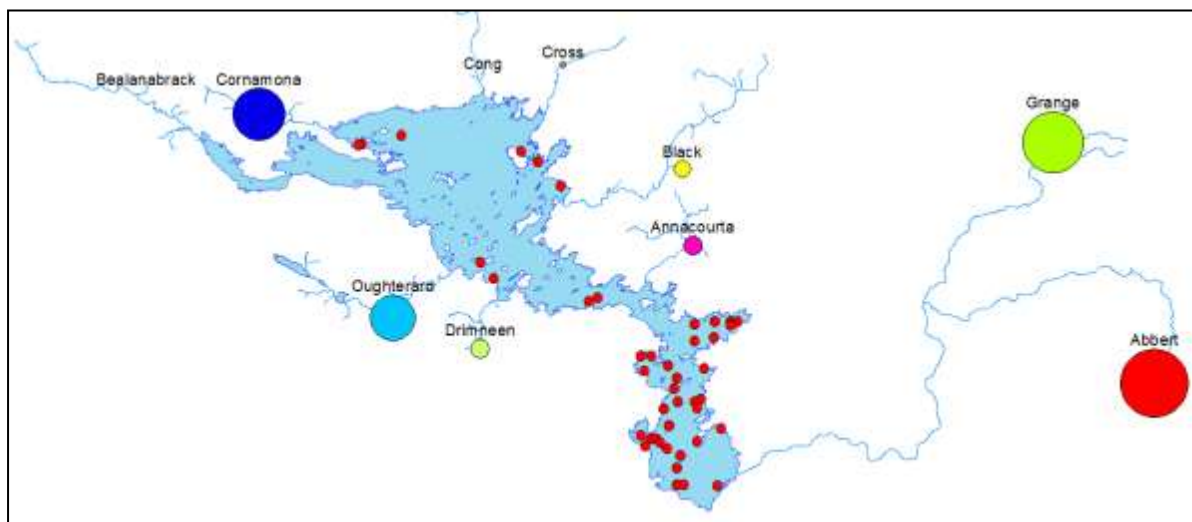 Cross
Cong
Bealanabrack
Cornamona
Grange
Black
Annacourta
Oughterard
Drimneen
Abbert